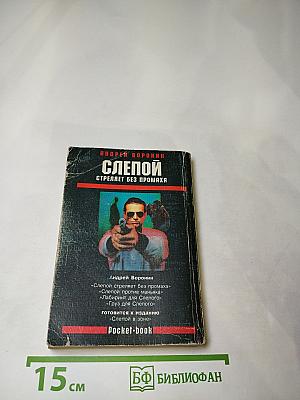 АНДРЕЙ ВОРОНИН
СЛЕПОЙ
СТРЕЛЯЕТ БЕЗ ПРОМАХА
Андрей Воронин
«Слепой стреляет без промаха»
«Слепой против маньяка»
«Лабиринт для Слепого»
«Груз для Слепого»
ГОТОВИТСЯ К ИЗДАНИЮ
«Слепой в зоне»
Pocket-book
15 см
БФ БИБЛИОФАН